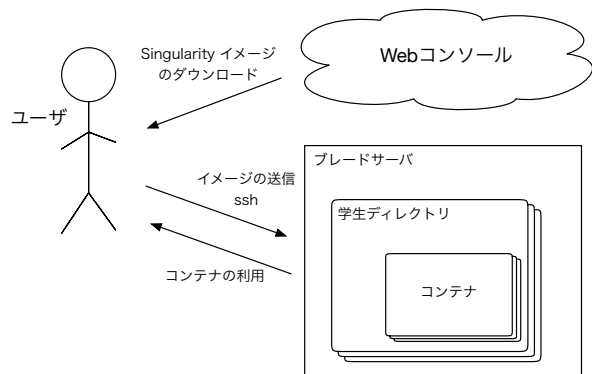 Singularity イメージ
のダウンロード
Webコンソール
ユーザ
ブレードサーバ
イメージの送信
ssh
学生ディレクトリ
コンテナの利用
コンテナ